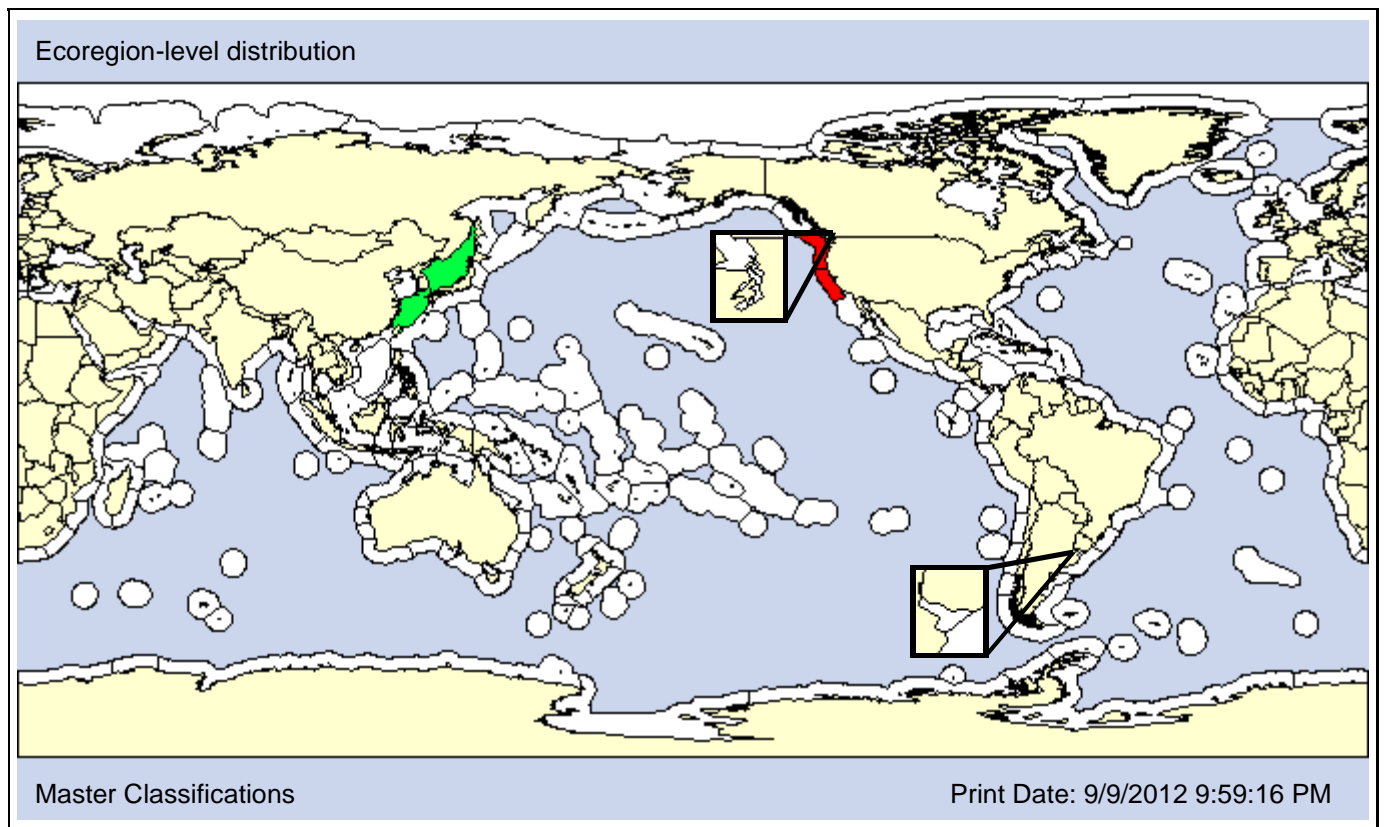 Ecoregion-level distribution
Master Classifications
Print Date: 9/9/2012 9:59:16 PM